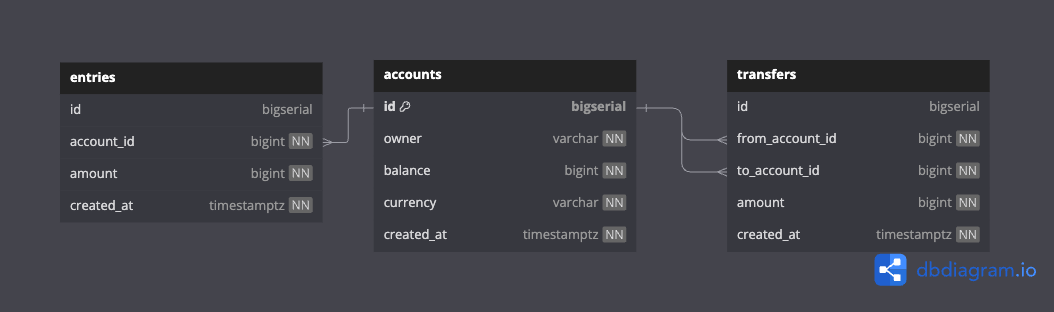 entries
id bigserial
account_id bigint NN
amount bigint NN
created_at timestamptz NN
accounts
id bigserial
owner varchar NN
balance bigint NN
currency varchar NN
created_at timestamptz NN
transfers
id bigserial
from_account_id bigint NN
to_account_id bigint NN
amount bigint NN
created_at timestamptz NN
dbdiagram.io